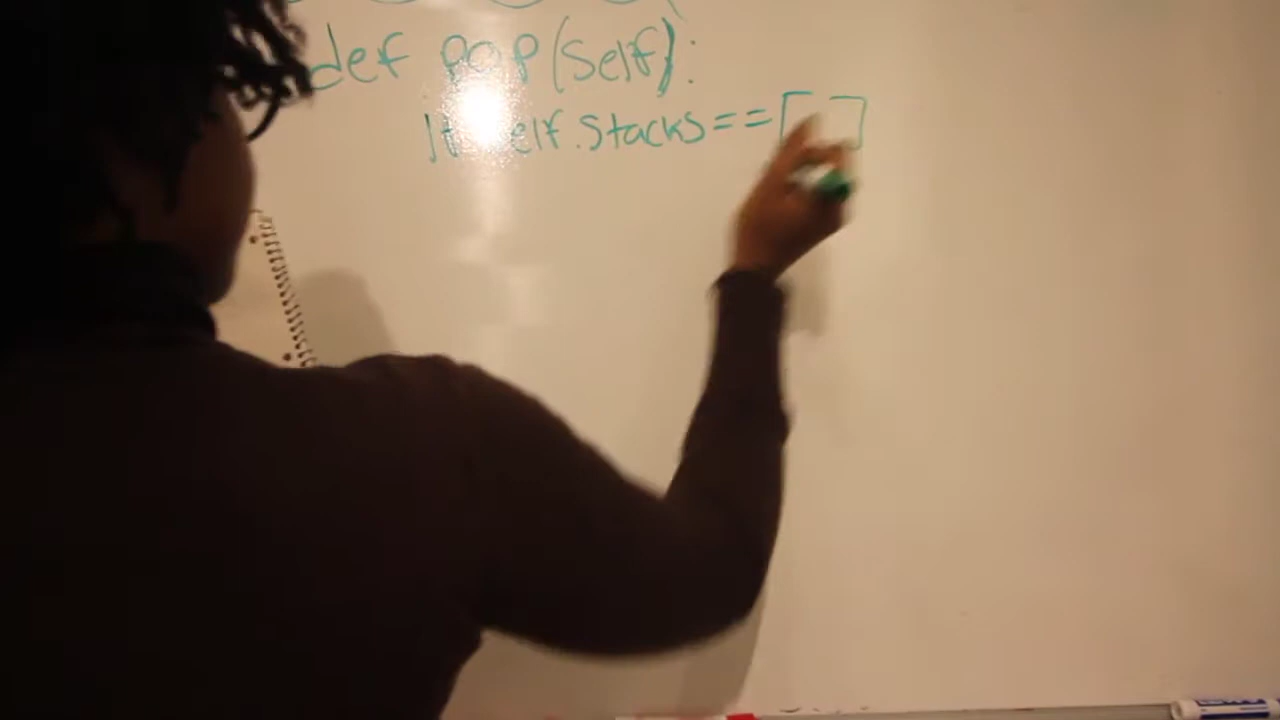 def pop(self):
If self.stacks==[ ]